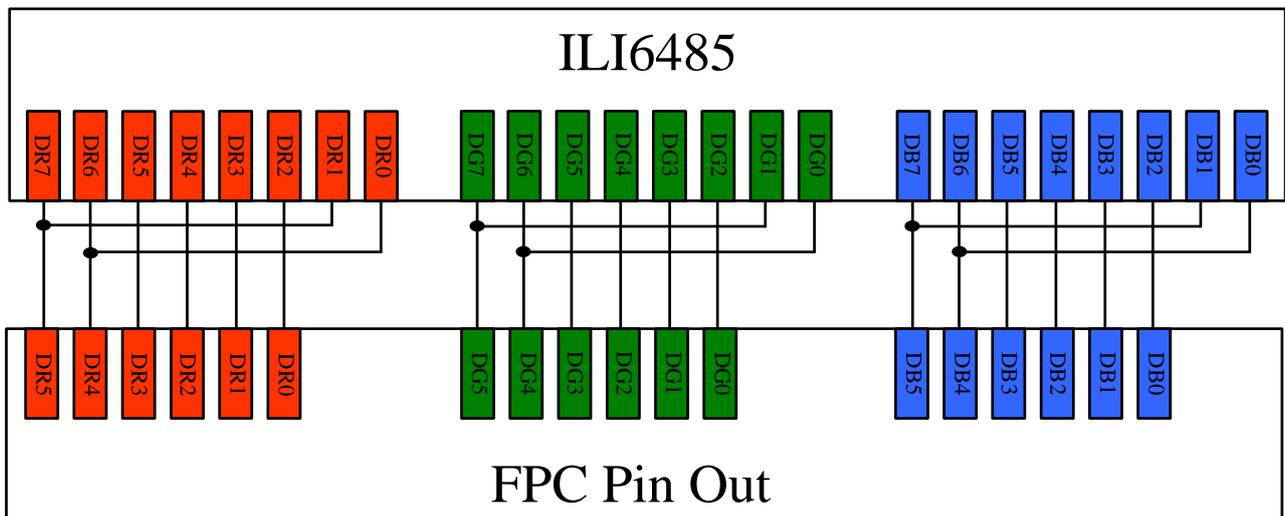 ILI6485
DR7 DR6 DR5 DR4 DR3 DR2 DR1 DR0 DG7 DG6 DG5 DG4 DG3 DG2 DG1 DG0 DB7 DB6 DB5 DB4 DB3 DB2 DB1 DB0
DR5 DR4 DR3 DR2 DR1 DR0 DG5 DG4 DG3 DG2 DG1 DG0 DB5 DB4 DB3 DB2 DB1 DB0
FPC Pin Out